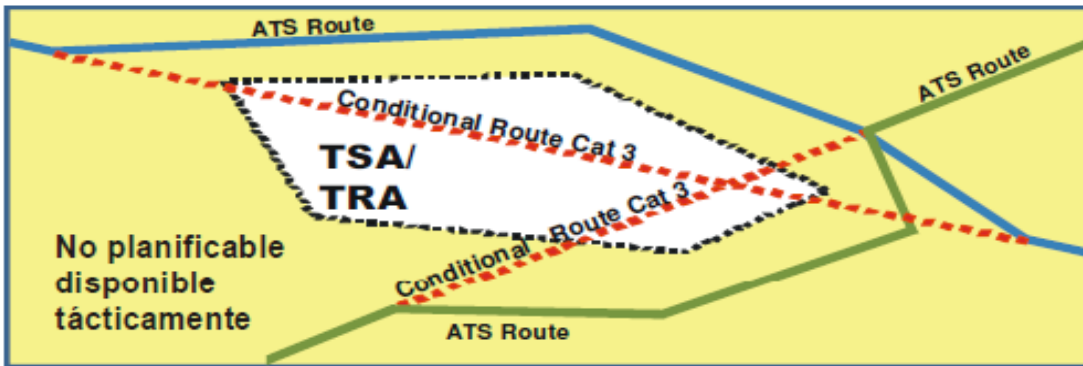 ATS Route
ATS Route
Conditional Route Cat 3
TSA/
TRA
Conditional Route Cat 3
No planificable
disponible
tácticamente
ATS Route